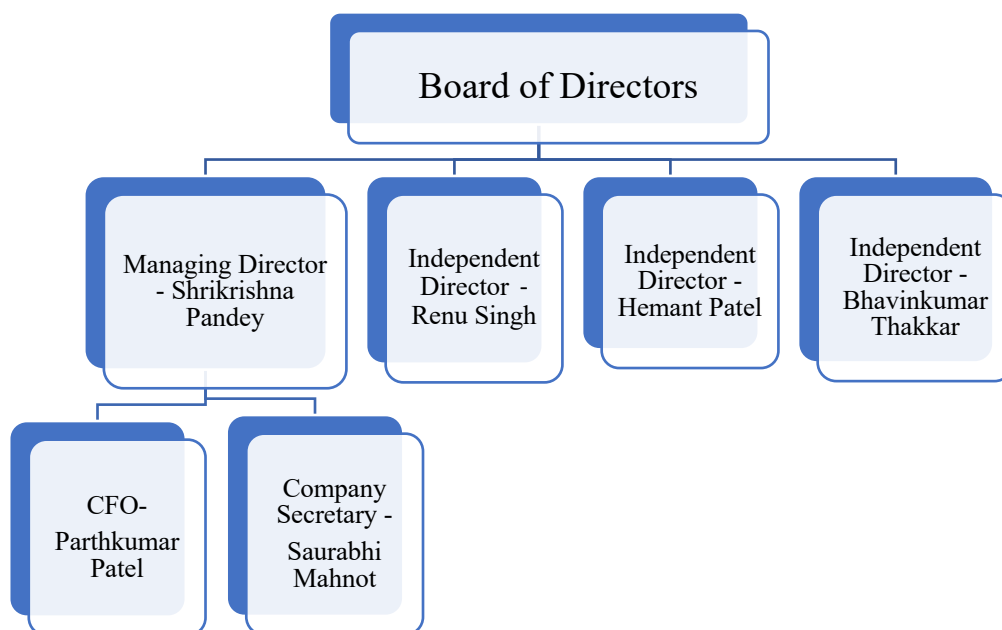 Board of Directors
Managing Director
- Shrikrishna
Pandey
Independent
Director -
Renu Singh
Independent
Director -
Hemant Patel
Independent
Director -
Bhavinkumar
Thakkar
CFO-
Parthkumar
Patel
Company
Secretary -
Saurabhi
Mahnot